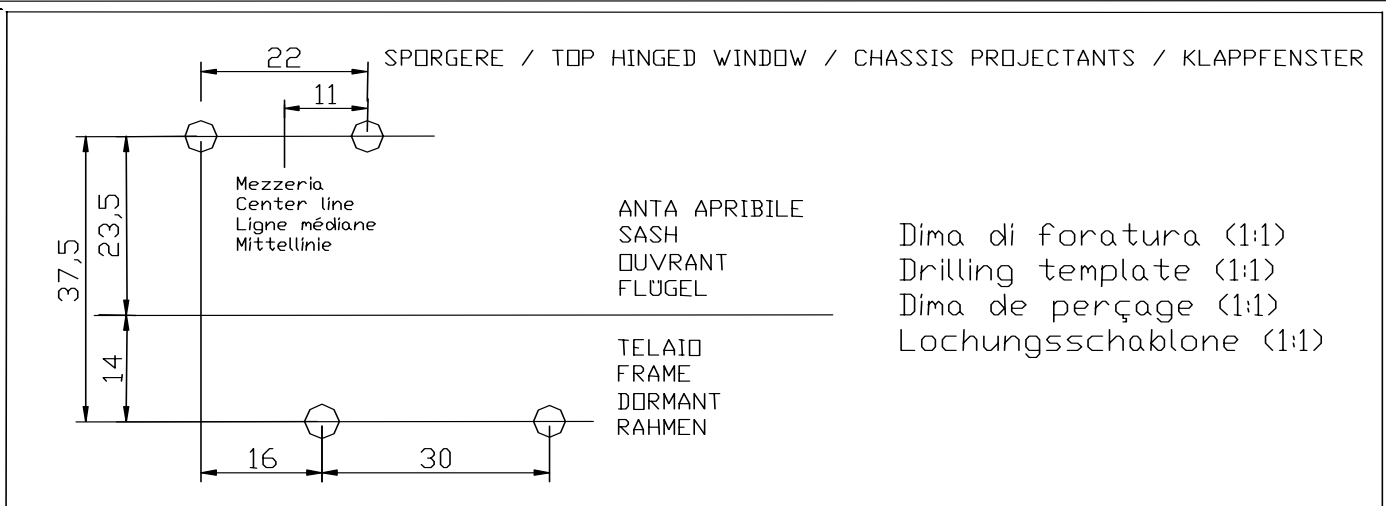 22
SPORGERE / TOP HINGED WINDOW / CHASSIS PROJECTANTS / KLAPPFENSTER
11
Mezzeria
Center line
Ligne médiane
Mittellinie
37,5
23,5
14
ANTA APRIBILE
SASH
OUVRANT
FLÜGEL
TELAIO
FRAME
DORMANT
RAHMEN
Dima di foratura (1:1)
Drilling template (1:1)
Dima de perçage (1:1)
Lochungsschablone (1:1)
16
30